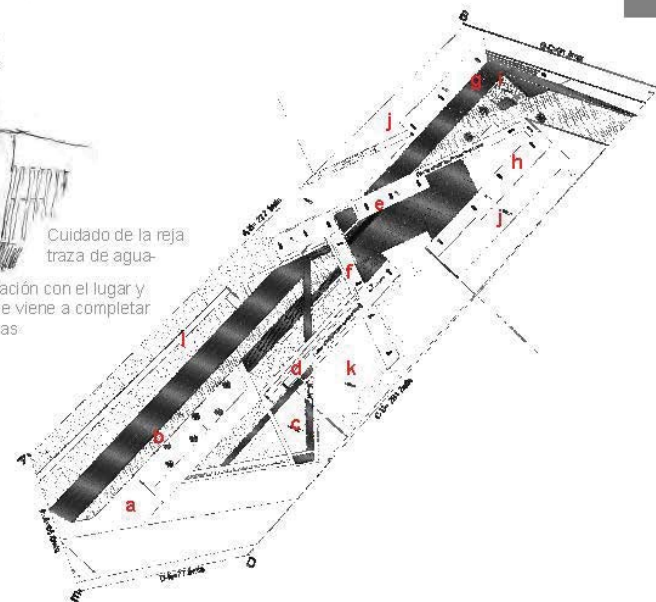 Cuidado de la reja
traza de agua-
ación con el lugar y
e viene a completar
as
B
g
i
j
h
j
e
f
l
d
k
b
c
a
A
D
E